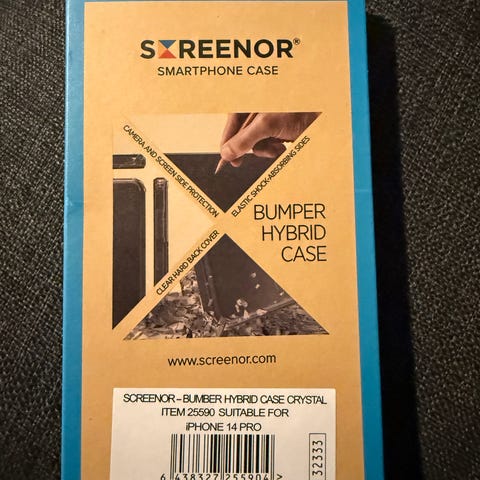 SCREENOR®
SMARTPHONE CASE
CAMERA AND SCREEN SIDE PROTECTION
ELASTIC SHOCK-ABSORBING SIDES
BUMPER
HYBRID
CASE
CLEAR HARD BACK COVER
www.screenor.com
SCREENOR – BUMBER HYBRID CASE CRYSTAL
ITEM 25590 SUITABLE FOR
iPHONE 14 PRO
6 438327 255904 >
32333